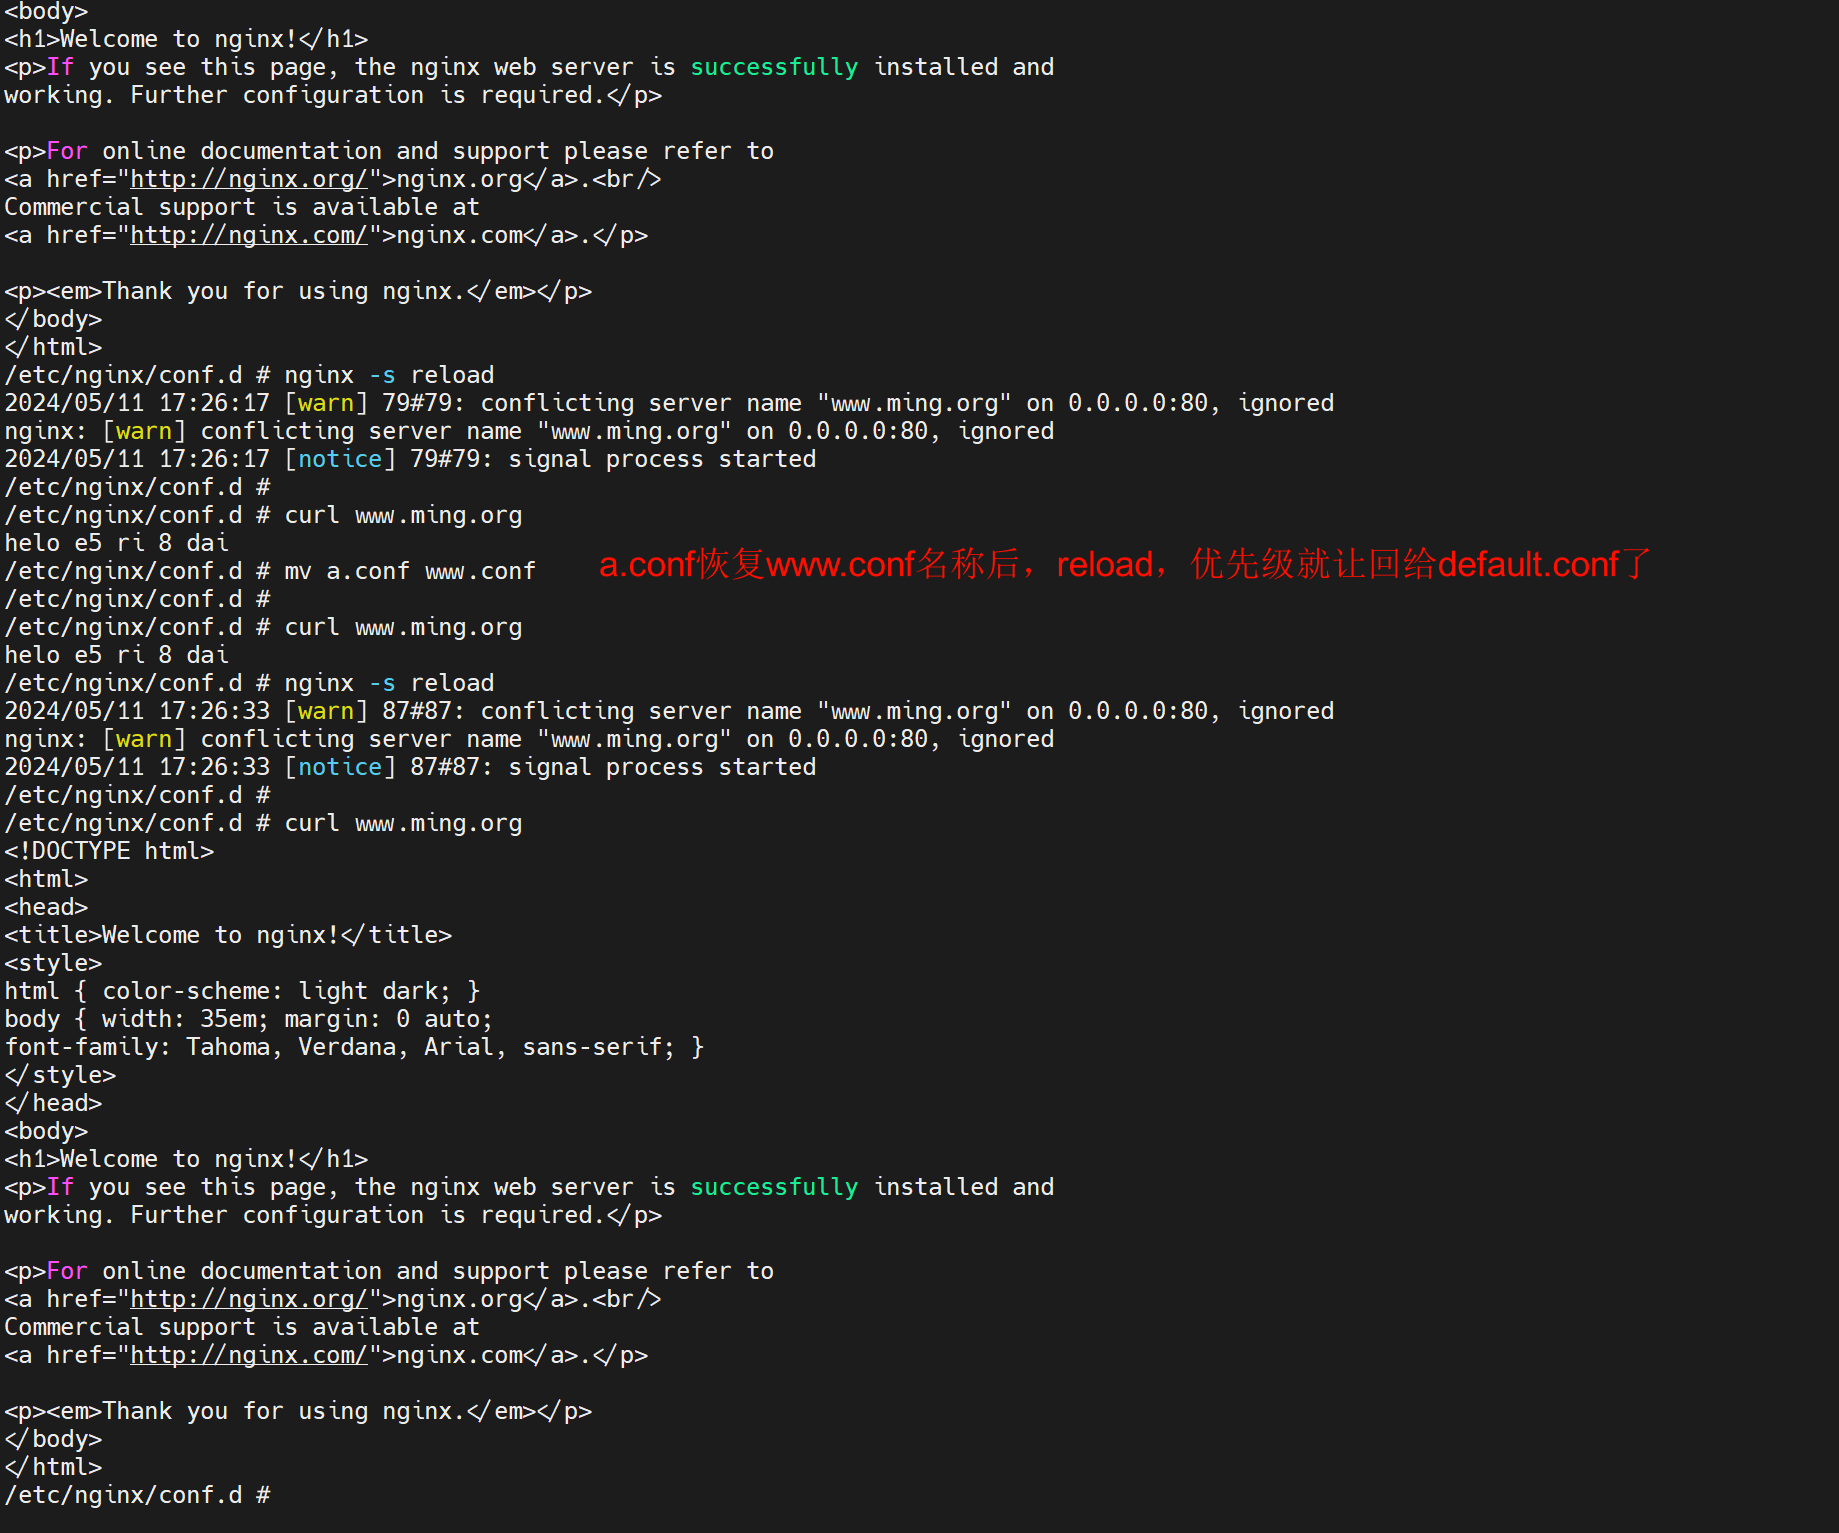 <body>
<h1>Welcome to nginx!</h1>
<p>If you see this page, the nginx web server is successfully installed and
working. Further configuration is required.</p>
<p>For online documentation and support please refer to
<a href="http://nginx.org/">nginx.org</a>.<br/>
Commercial support is available at
<a href="http://nginx.com/">nginx.com</a>.</p>
<p><em>Thank you for using nginx.</em></p>
</body>
</html>
/etc/nginx/conf.d # nginx -s reload
2024/05/11 17:26:17 [warn] 79#79: conflicting server name "www.ming.org" on 0.0.0.0:80, ignored
nginx: [warn] conflicting server name "www.ming.org" on 0.0.0.0:80, ignored
2024/05/11 17:26:17 [notice] 79#79: signal process started
/etc/nginx/conf.d #
/etc/nginx/conf.d # curl www.ming.org
helo e5 ri 8 dai
/etc/nginx/conf.d # mv a.conf www.conf a.conf恢复www.conf名称后，reload，优先级就让回给default.conf了
/etc/nginx/conf.d #
/etc/nginx/conf.d # curl www.ming.org
helo e5 ri 8 dai
/etc/nginx/conf.d # nginx -s reload
2024/05/11 17:26:33 [warn] 87#87: conflicting server name "www.ming.org" on 0.0.0.0:80, ignored
nginx: [warn] conflicting server name "www.ming.org" on 0.0.0.0:80, ignored
2024/05/11 17:26:33 [notice] 87#87: signal process started
/etc/nginx/conf.d #
/etc/nginx/conf.d # curl www.ming.org
<!DOCTYPE html>
<html>
<head>
<title>Welcome to nginx!</title>
<style>
html { color-scheme: light dark; }
body { width: 35em; margin: 0 auto;
font-family: Tahoma, Verdana, Arial, sans-serif; }
</style>
</head>
<body>
<h1>Welcome to nginx!</h1>
<p>If you see this page, the nginx web server is successfully installed and
working. Further configuration is required.</p>
<p>For online documentation and support please refer to
<a href="http://nginx.org/">nginx.org</a>.<br/>
Commercial support is available at
<a href="http://nginx.com/">nginx.com</a>.</p>
<p><em>Thank you for using nginx.</em></p>
</body>
</html>
/etc/nginx/conf.d #